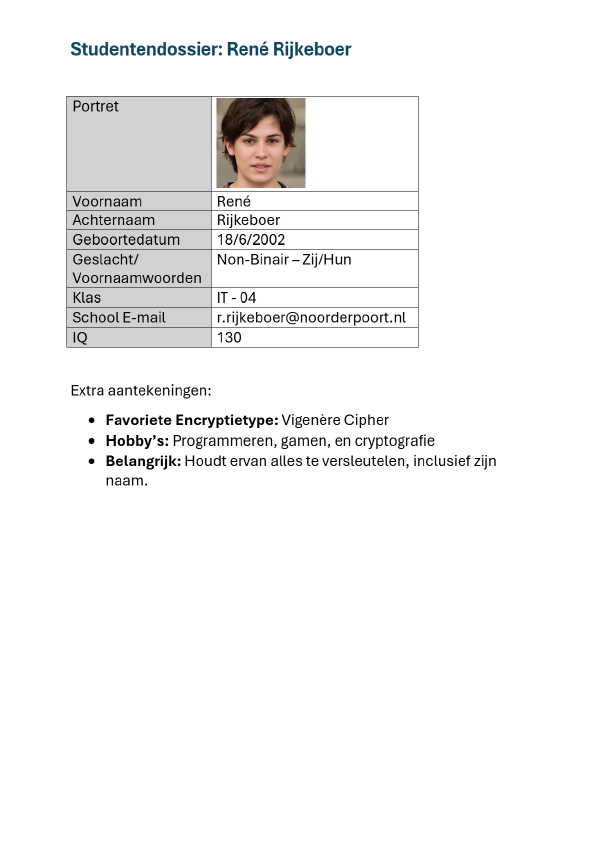 Studentendossier: René Rijkeboer
Portret
Voornaam René
Achternaam Rijkeboer
Geboortedatum 18/6/2002
Geslacht/ Non-Binair – Zij/Hun
Voornaamwoorden
Klas IT - 04
School E-mail r.rijkeboer@noorderpoort.nl
IQ 130
Extra aantekeningen:
• Favoriete Encryptietype: Vigenère Cipher
• Hobby's: Programmeren, gamen, en cryptografie
• Belangrijk: Houdt ervan alles te versleutelen, inclusief zijn
naam.